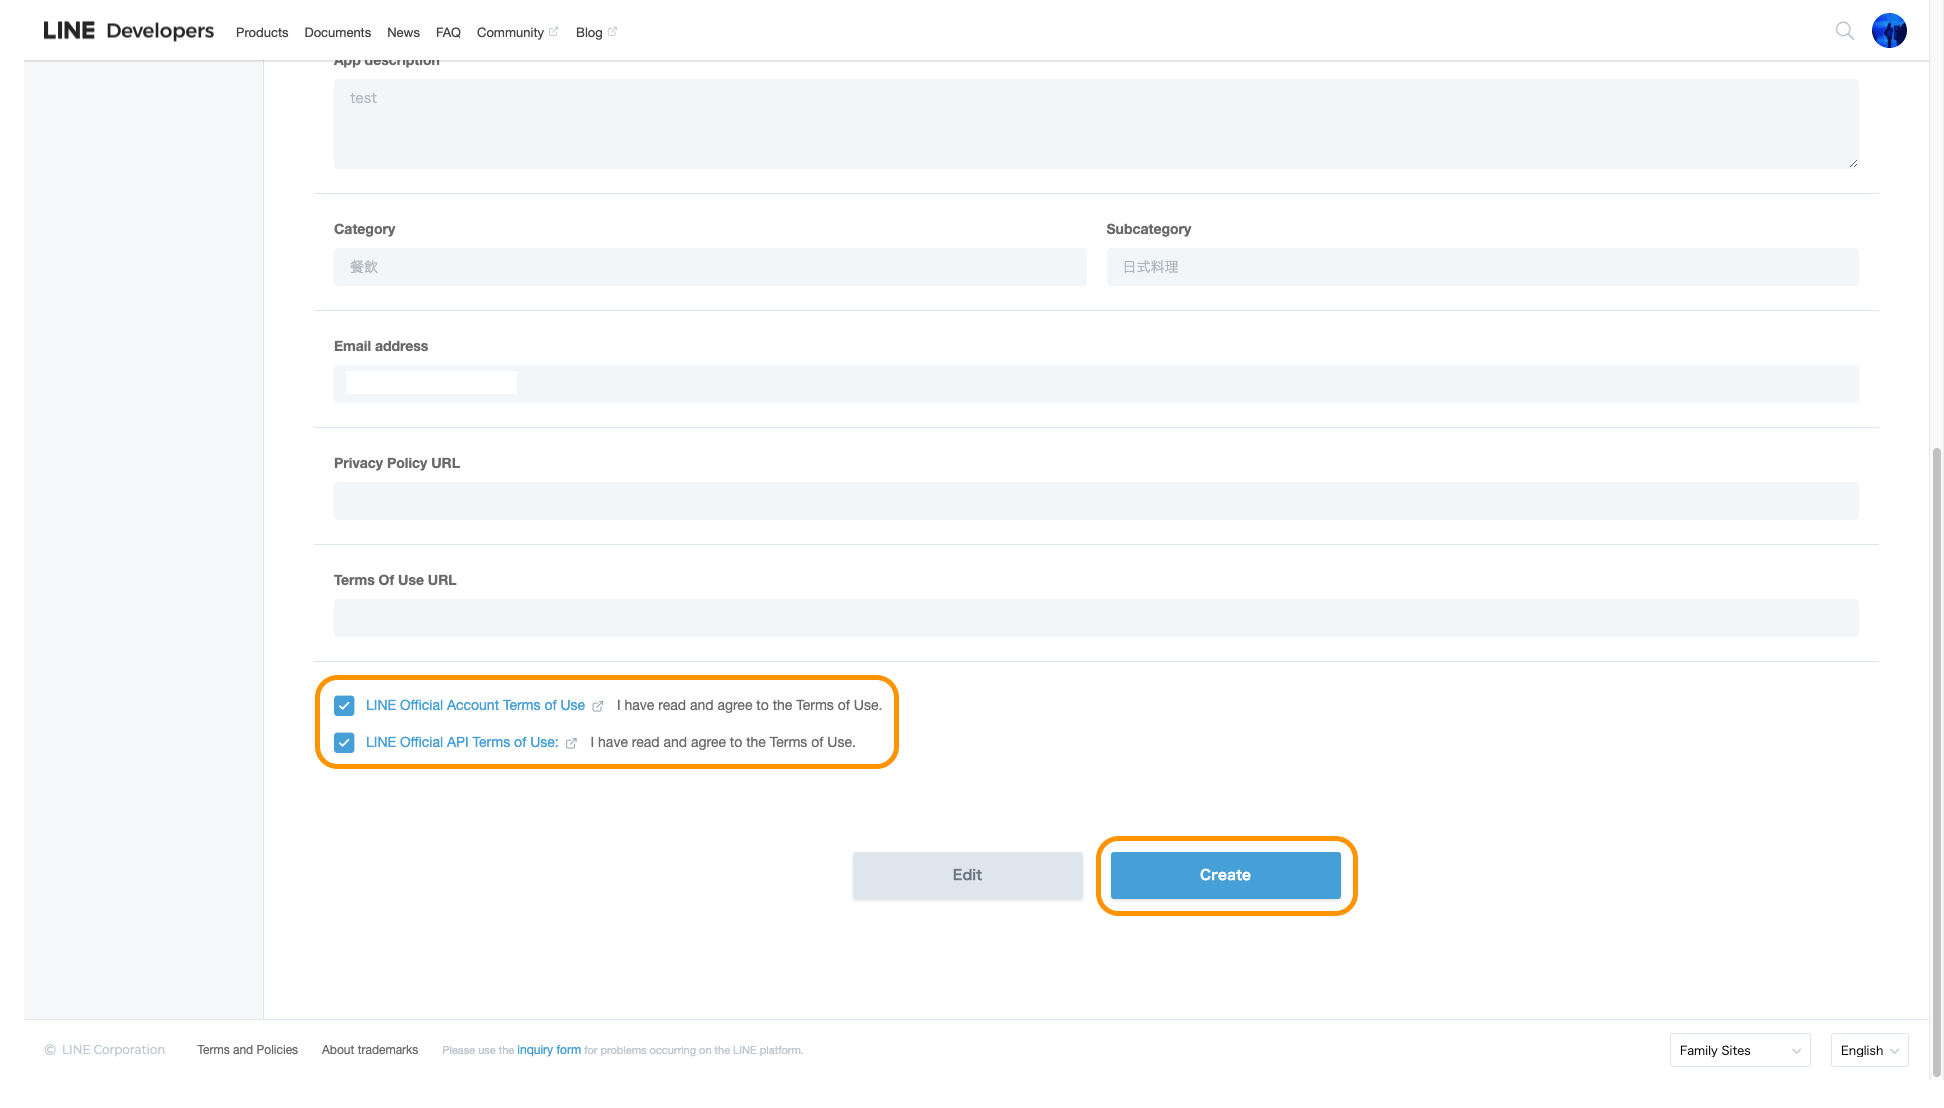 LINE Developers Products Documents News FAQ Community Blog
App description
test
Category Subcategory
餐飲 日式料理
Email address
Privacy Policy URL
Terms Of Use URL
LINE Official Account Terms of Use I have read and agree to the Terms of Use.
LINE Official API Terms of Use: I have read and agree to the Terms of Use.
Edit Create
© LINE Corporation Terms and Policies About trademarks Please use the inquiry form for problems occurring on the LINE platform. Family Sites English